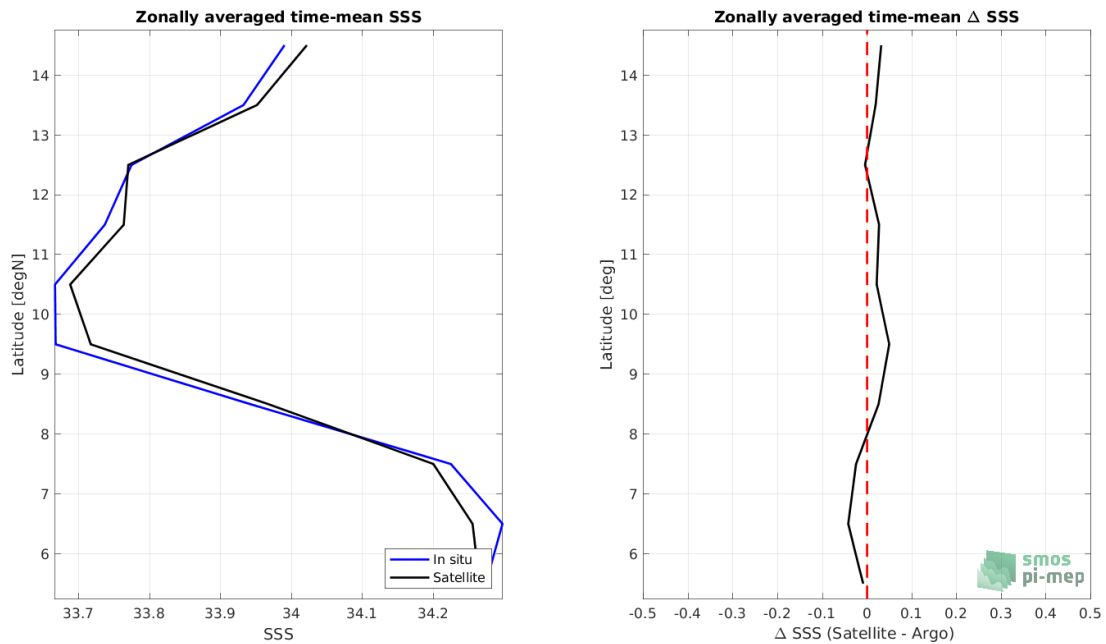 Zonally averaged time-mean SSS
14
13
12
11
10
9
8
7
6
Latitude [degN]
33.7 33.8 33.9 34 34.1 34.2
SSS
In situ
Satellite
Zonally averaged time-mean Δ SSS
14
13
12
11
10
9
8
7
6
Latitude [deg]
-0.5 -0.4 -0.3 -0.2 -0.1 0 0.1 0.2 0.3 0.4 0.5
Δ SSS (Satellite - Argo)
smos
pi-mep